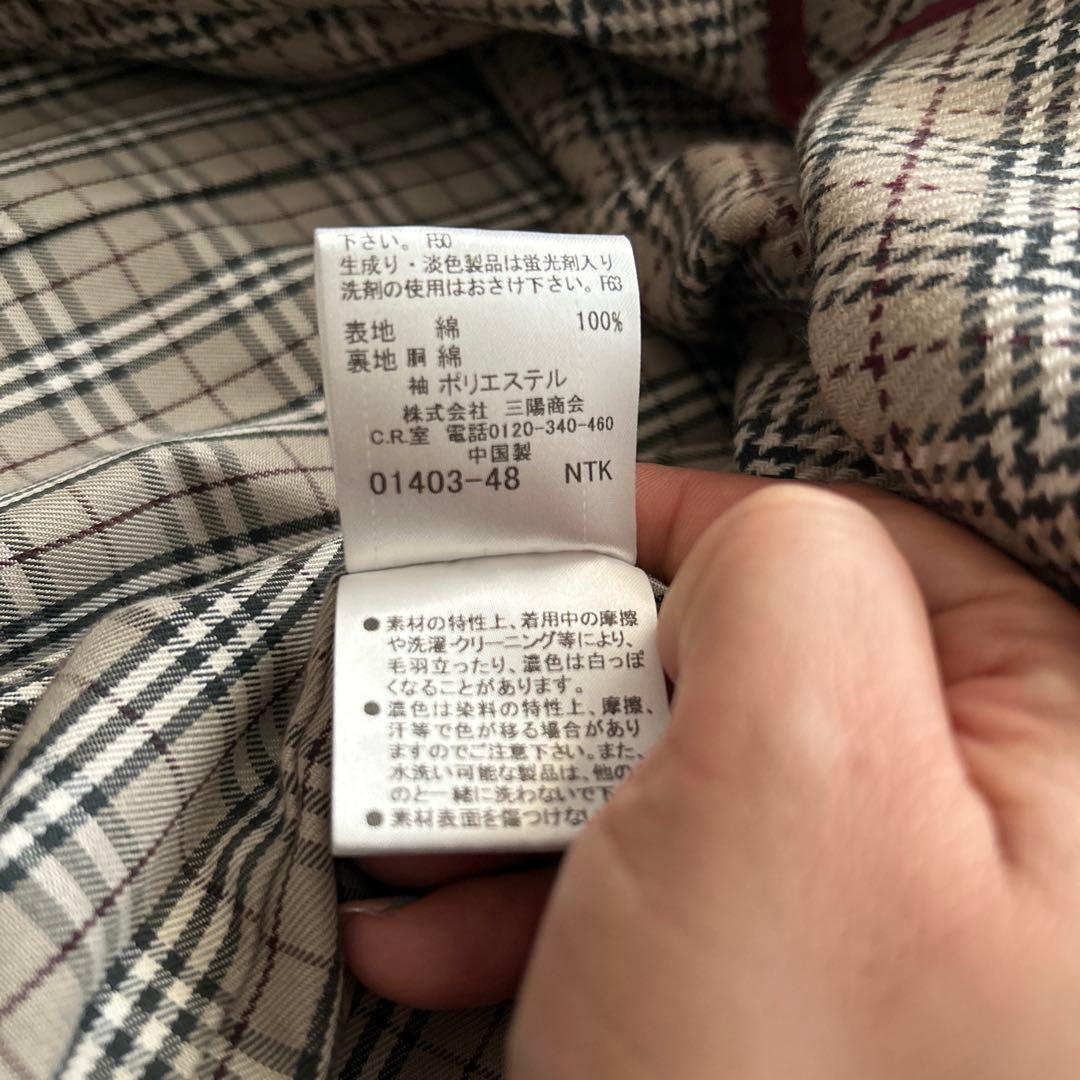 下さい。 F50
生成り・淡色製品は蛍光剤入り
洗剤の使用はおさけ下さい。F63
表地 綿 100%
裏地 胴 綿
袖 ポリエステル
株式会社 三陽商会
C.R.室 電話0120-340-460
中国製
01403-48 NTK
●素材の特性上、着用中の摩擦
や洗濯・クリーニング等により、
毛羽立ったり、濃色は白っぽ
くなることがあります。
●濃色は染料の特性上、摩擦、
汗等で色が移る場合があり
ますのでご注意下さい。また、
水洗い可能な製品は、他の
のと一緒に洗わないで下
●素材表面を傷つけな